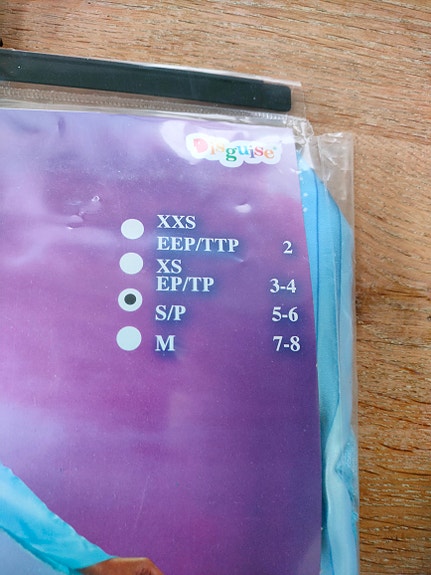 Disguise
XXS
EEP/TTP 2
XS
EP/TP 3-4
S/P 5-6
M 7-8